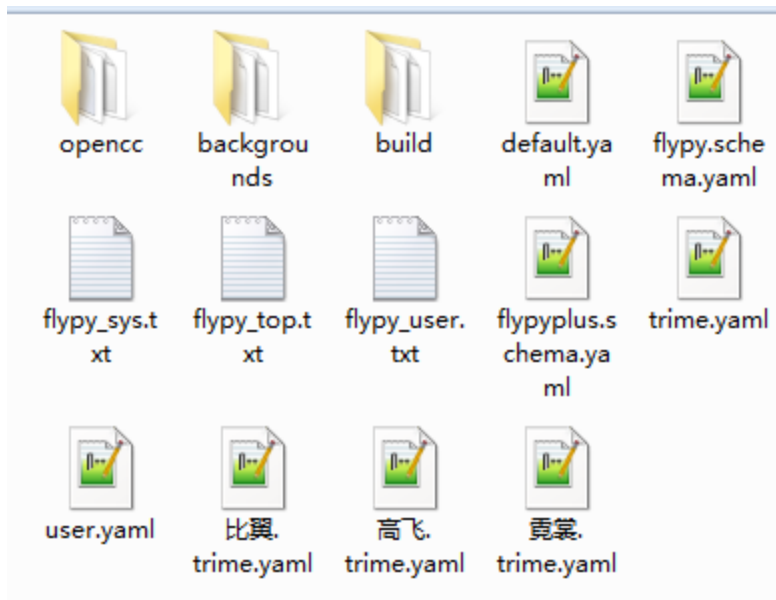 opencc
backgrou
nds
build
default.ya
ml
flypy.sche
ma.yaml
flypy_sys.t
xt
flypy_top.t
xt
flypy_user.
txt
flypyplus.s
chema.ya
ml
trime.yaml
user.yaml
比翼.
trime.yaml
高飞.
trime.yaml
霓裳.
trime.yaml